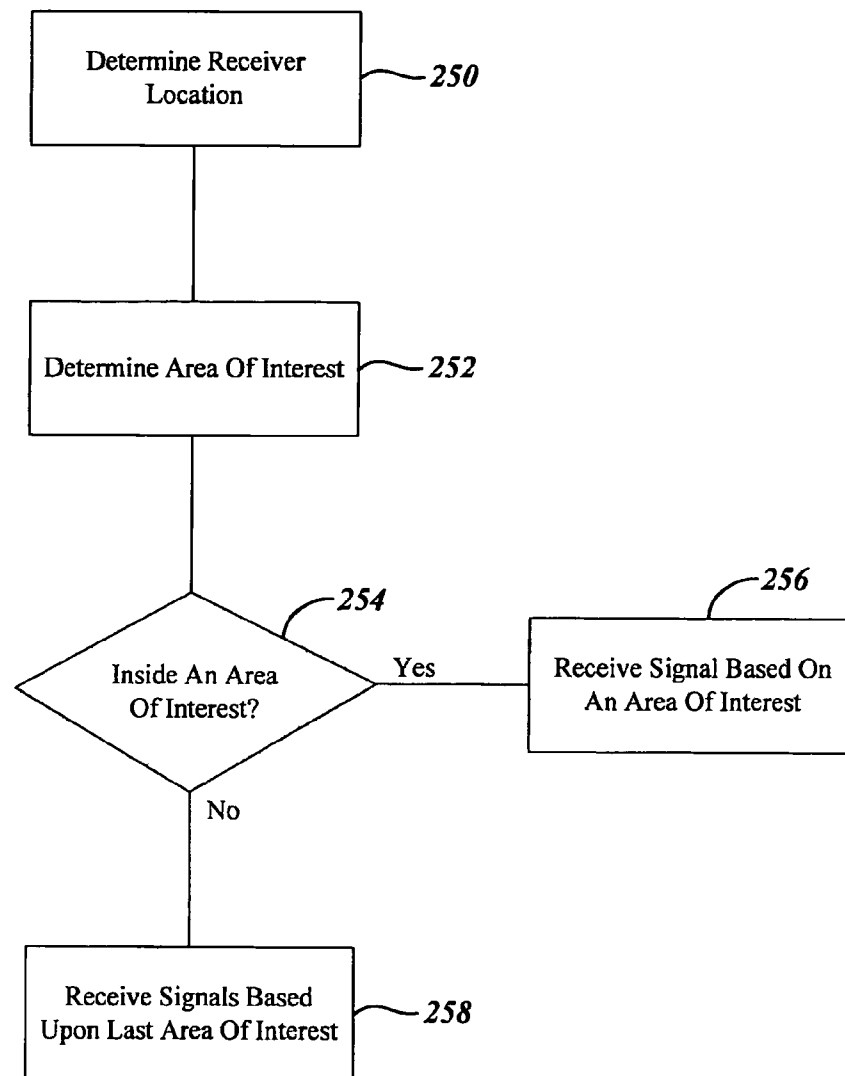 Determine Receiver
Location
250
Determine Area Of Interest
252
254
Inside An Area
Of Interest?
Yes
256
Receive Signal Based On
An Area Of Interest
No
Receive Signals Based
Upon Last Area Of Interest
258